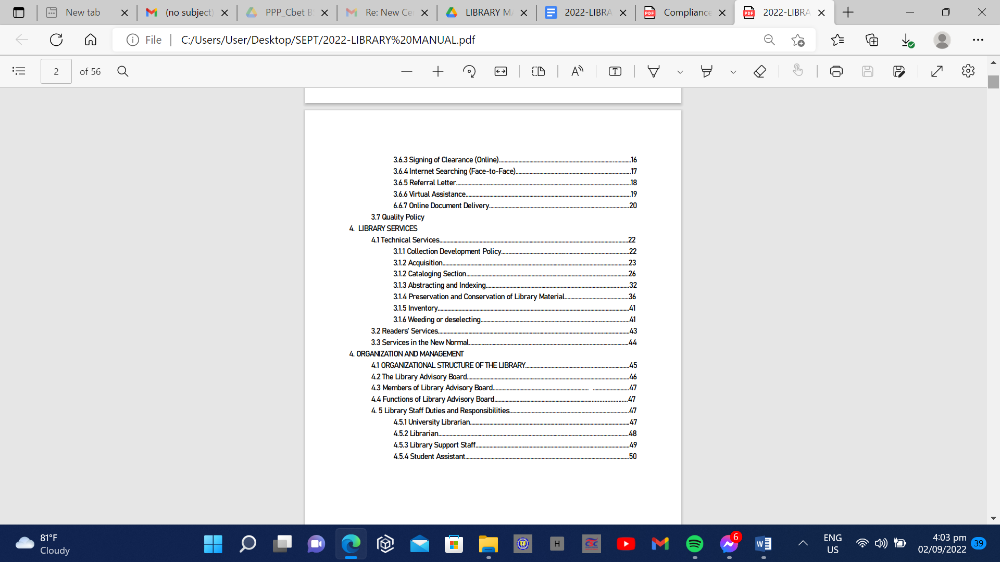 New tab
(no subject)
PPP_Cbet B
Re: New Ce
LIBRARY M
2022-LIBRA
Compliance
2022-LIBRA
File
C:/Users/User/Desktop/SEPT/2022-LIBRARY%20MANUAL.pdf
2 of 56
3.6.3 Signing of Clearance (Online)........16
3.6.4 Internet Searching (Face-to-Face)........17
3.6.5 Referral Letter........18
3.6.6 Virtual Assistance........19
6.6.7 Online Document Delivery........20
3.7 Quality Policy
4. LIBRARY SERVICES
4.1 Technical Services........22
3.1.1 Collection Development Policy........22
3.1.2 Acquisition........23
3.1.2 Cataloging Section........26
3.1.3 Abstracting and Indexing........32
3.1.4 Preservation and Conservation of Library Material........36
3.1.5 Inventory........41
3.1.6 Weeding or deselecting........41
3.2 Readers' Services........43
3.3 Services in the New Normal........44
4. ORGANIZATION AND MANAGEMENT
4.1 ORGANIZATIONAL STRUCTURE OF THE LIBRARY........45
4.2 The Library Advisory Board........46
4.3 Members of Library Advisory Board........ ........47
4.4 Functions of Library Advisory Board........47
4. 5 Library Staff Duties and Responsibilities........47
4.5.1 University Librarian........47
4.5.2 Librarian........48
4.5.3 Library Support Staff........49
4.5.4 Student Assistant........50
81°F
Cloudy
H
6
ENG
US
4:03 pm
02/09/2022
39